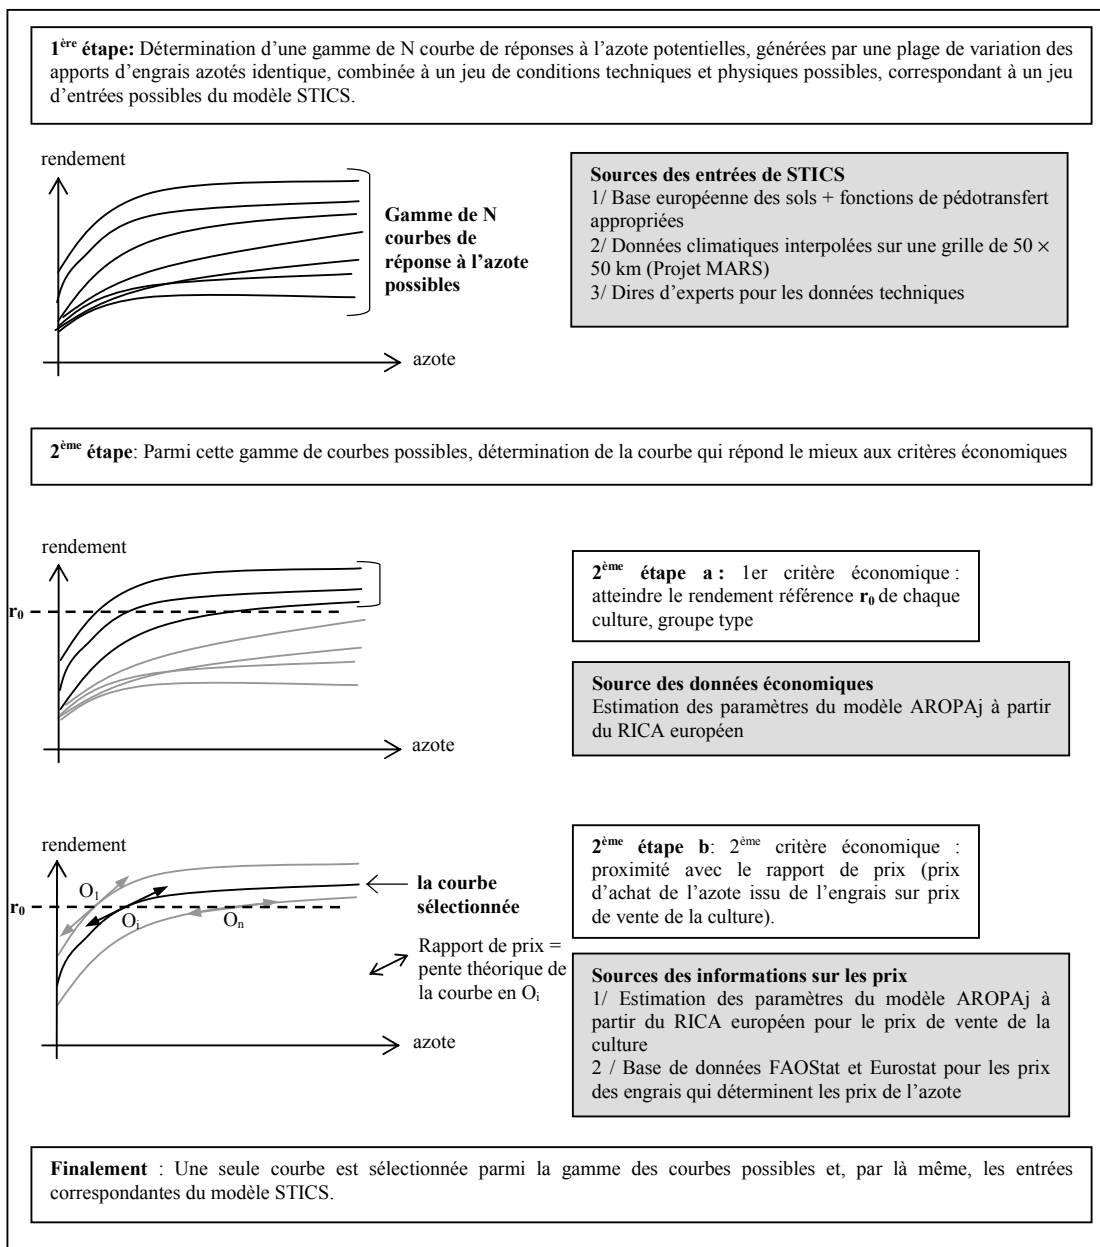 1ère étape: Détermination d’une gamme de N courbe de réponses à l’azote potentielles, générées par une plage de variation des
apports d’engrais azotés identique, combinée à un jeu de conditions techniques et physiques possibles, correspondant à un jeu
d’entrées possibles du modèle STICS.
rendement
Gamme de N
courbes de
réponse à l’azote
possibles
azote
Sources des entrées de STICS
1/ Base européenne des sols + fonctions de pédotransfert
appropriées
2/ Données climatiques interpolées sur une grille de 50 ×
50 km (Projet MARS)
3/ Dires d’experts pour les données techniques
2ème étape: Parmi cette gamme de courbes possibles, détermination de la courbe qui répond le mieux aux critères économiques
rendement
r0
azote
2ème étape a : 1er critère économique :
atteindre le rendement référence r0 de chaque
culture, groupe type
Source des données économiques
Estimation des paramètres du modèle AROPAj à partir
du RICA européen
rendement
r0
O1
Oi
On
la courbe
sélectionnée
Rapport de prix =
pente théorique de
la courbe en Oi
azote
2ème étape b: 2ème critère économique :
proximité avec le rapport de prix (prix
d’achat de l’azote issu de l’engrais sur prix
de vente de la culture).
Sources des informations sur les prix
1/ Estimation des paramètres du modèle AROPAj à
partir du RICA européen pour le prix de vente de la
culture
2 / Base de données FAOStat et Eurostat pour les prix
des engrais qui déterminent les prix de l’azote
Finalement : Une seule courbe est sélectionnée parmi la gamme des courbes possibles et, par là même, les entrées
correspondantes du modèle STICS.